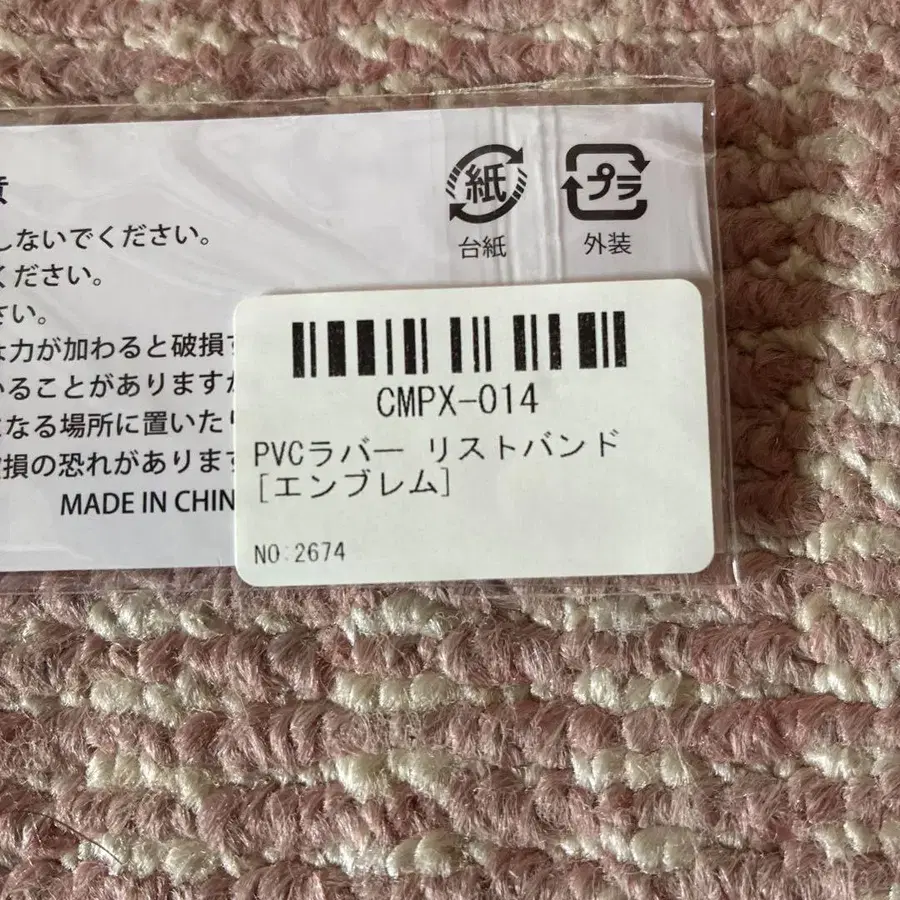 紙
プラ
台紙
外装
しないでください。
ください。
さい。
力が加わると破損
いることがあります
なる場所に置いたり
損の恐れがあります
MADE IN CHIN
CMPX-014
PVCラバー リストバンド
[エンブレム]
NO:2674